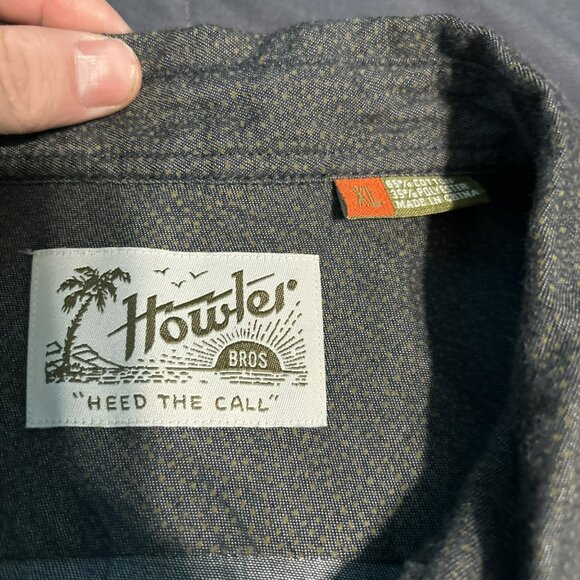 Howler
BROS
"HEED THE CALL"
XL
65% COTTON
35% POLYESTER
MADE IN CHINA